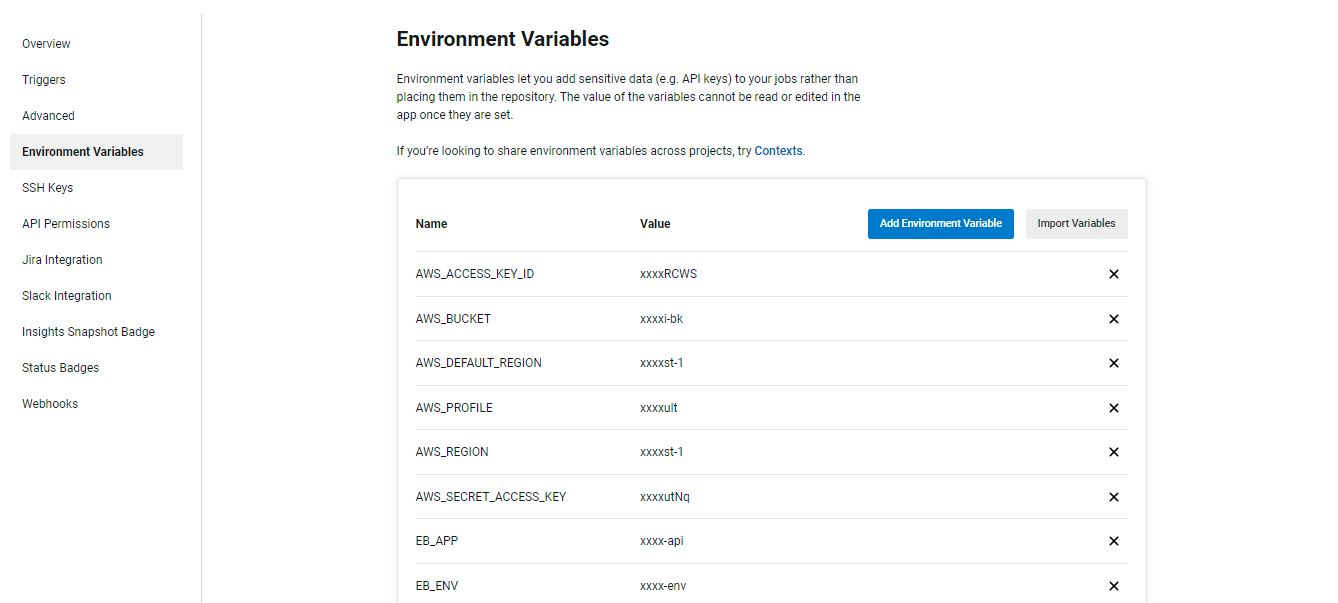 Overview
Triggers
Advanced
Environment Variables
SSH Keys
API Permissions
Jira Integration
Slack Integration
Insights Snapshot Badge
Status Badges
Webhooks
Environment Variables
Environment variables let you add sensitive data (e.g. API keys) to your jobs rather than
placing them in the repository. The value of the variables cannot be read or edited in the
app once they are set.
If you're looking to share environment variables across projects, try Contexts.
Name Value Add Environment Variable Import Variables
AWS_ACCESS_KEY_ID xxxxRCWS
AWS_BUCKET xxxxi-bk
AWS_DEFAULT_REGION xxxxst-1
AWS_PROFILE xxxxult
AWS_REGION xxxxst-1
AWS_SECRET_ACCESS_KEY xxxxutNq
EB_APP xxxx-api
EB_ENV xxxx-env